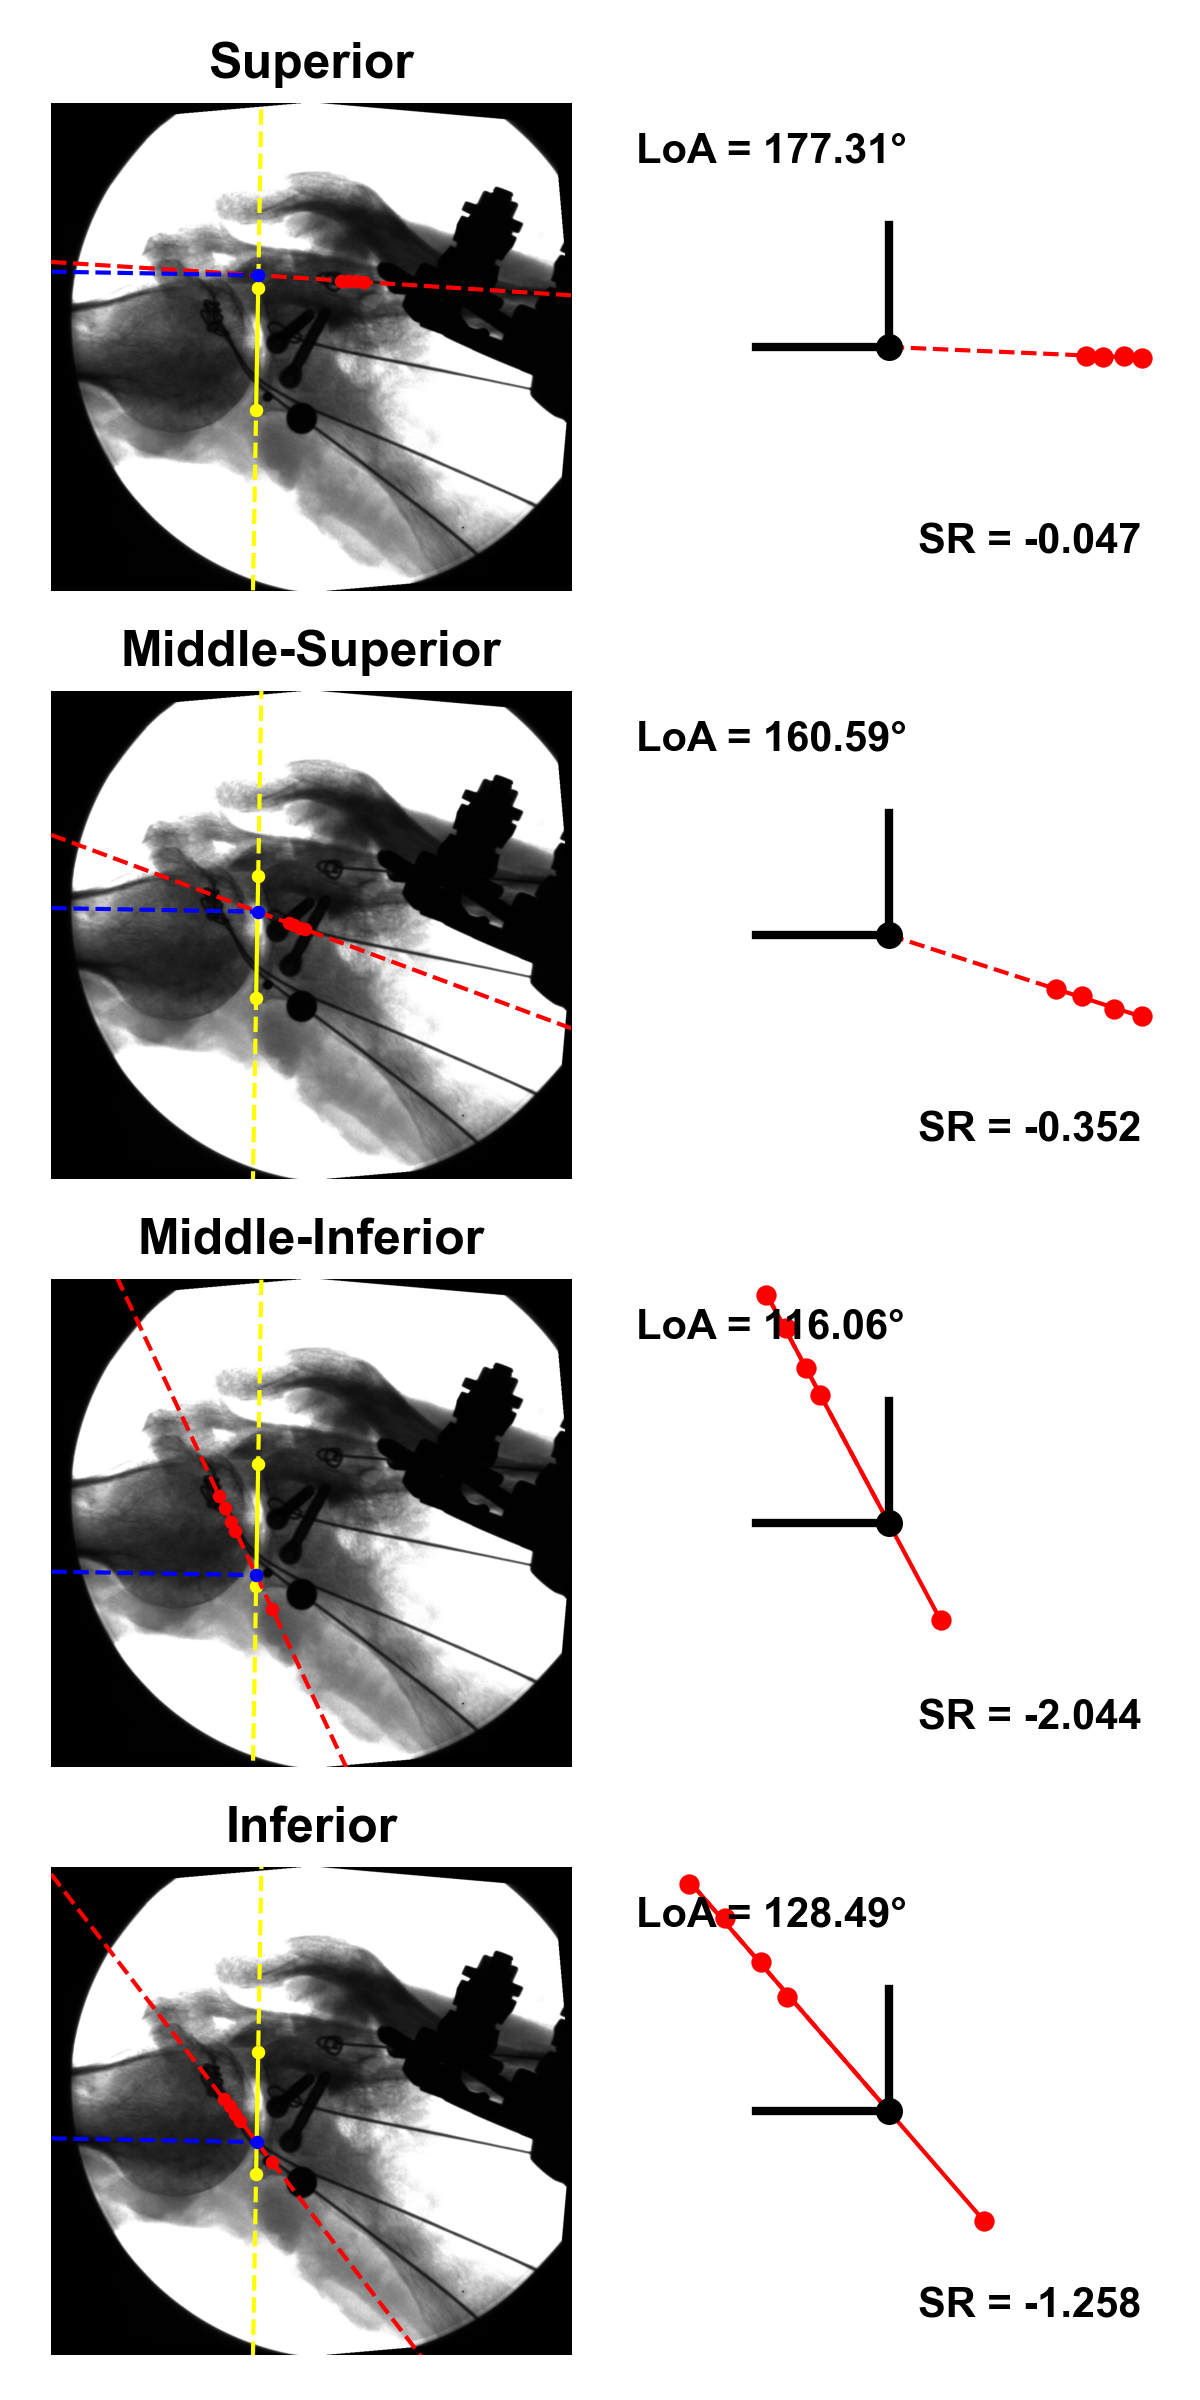 Superior
LoA = 177.31°
SR = -0.047
Middle-Superior
LoA = 160.59°
SR = -0.352
Middle-Inferior
LoA = 116.06°
SR = -2.044
Inferior
LoA = 128.49°
SR = -1.258